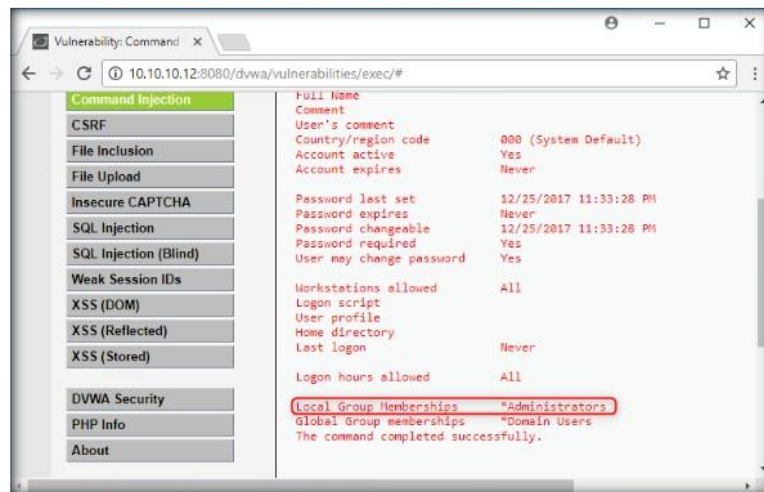 Vulnerability: Command
10.10.10.12:8080/dvwa/vulnerabilities/exec/#
Command Injection
CSRF
File Inclusion
File Upload
Insecure CAPTCHA
SQL Injection
SQL Injection (Blind)
Weak Session IDs
XSS (DOM)
XSS (Reflected)
XSS (Stored)
DVWA Security
PHP Info
About
Full Name
Comment
User's comment
Country/region code 000 (System Default)
Account active Yes
Account expires Never
Password last set 12/25/2017 11:33:28 PM
Password expires Never
Password changeable 12/25/2017 11:33:28 PM
Password required Yes
User may change password Yes
Workstations allowed All
Logon script
User profile
Home directory
Last logon Never
Logon hours allowed All
Local Group Memberships *Administrators
Global Group memberships *Domain Users
The command completed successfully.